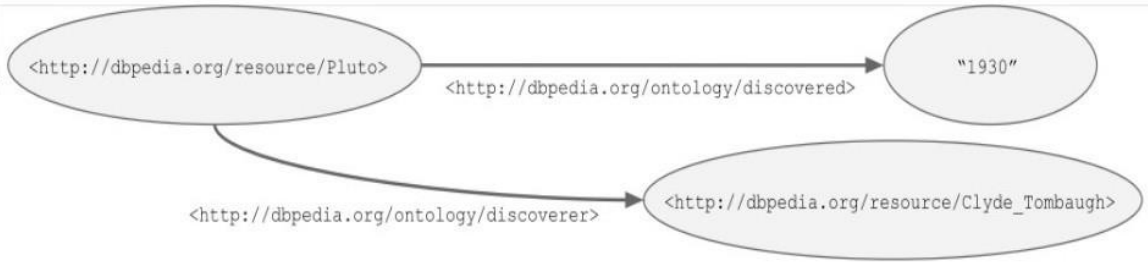 <http://dbpedia.org/resource/Pluto>
“1930”
<http://dbpedia.org/ontology/discovered>
<http://dbpedia.org/resource/Clyde_Tombaugh>
<http://dbpedia.org/ontology/discoverer>